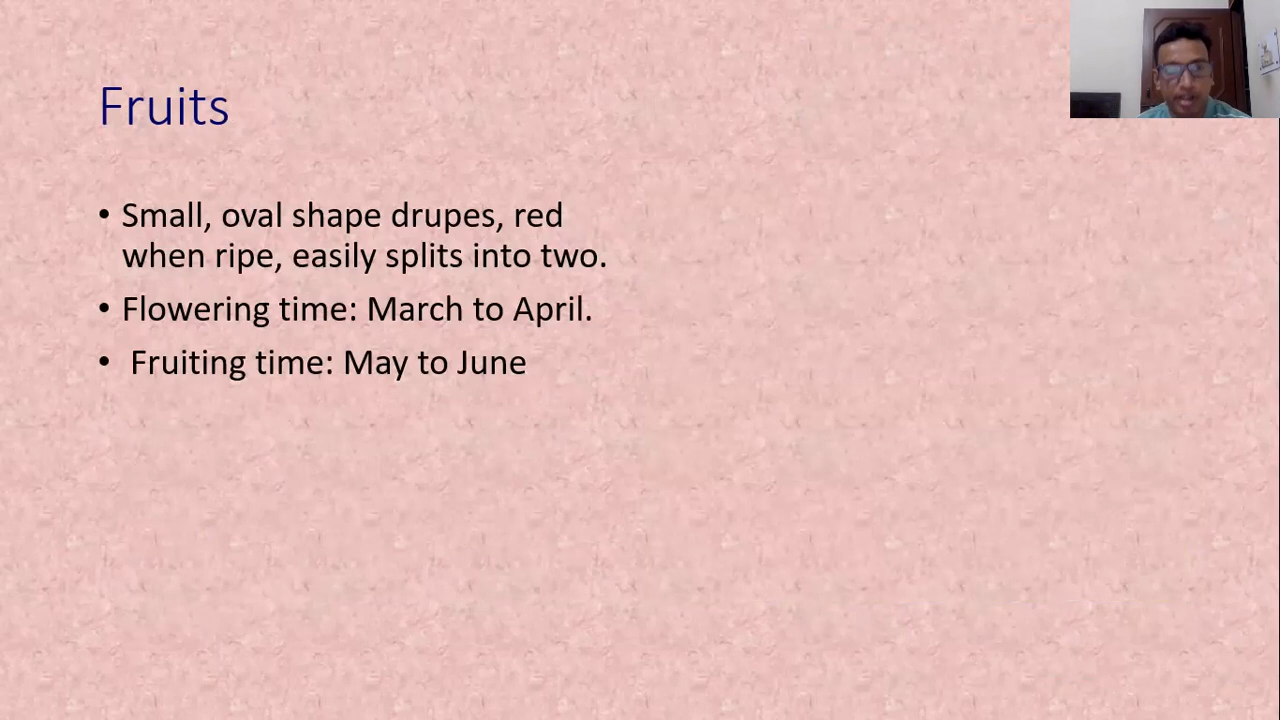 Fruits
• Small, oval shape drupes, red
when ripe, easily splits into two.
• Flowering time: March to April.
• Fruiting time: May to June